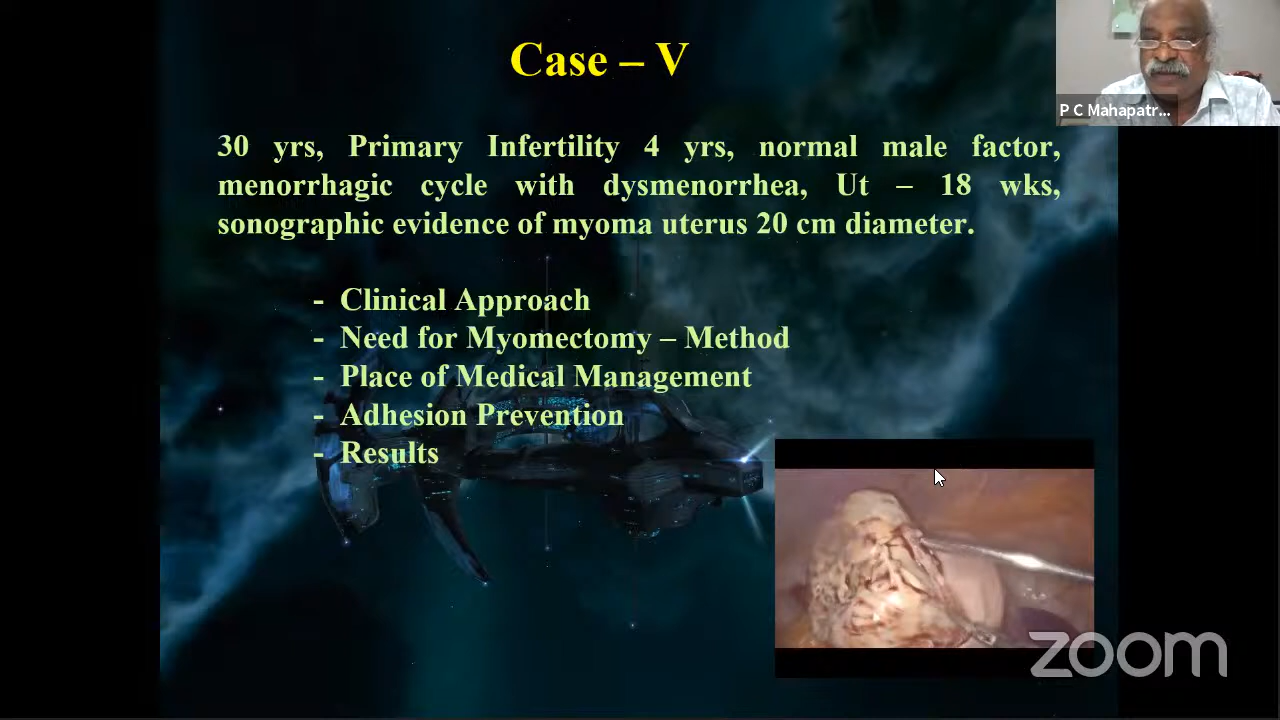 Case – V
P C Mahapatr...
30 yrs, Primary Infertility 4 yrs, normal male factor,
menorrhagic cycle with dysmenorrhea, Ut – 18 wks,
sonographic evidence of myoma uterus 20 cm diameter.
- Clinical Approach
- Need for Myomectomy – Method
- Place of Medical Management
- Adhesion Prevention
- Results
zoom